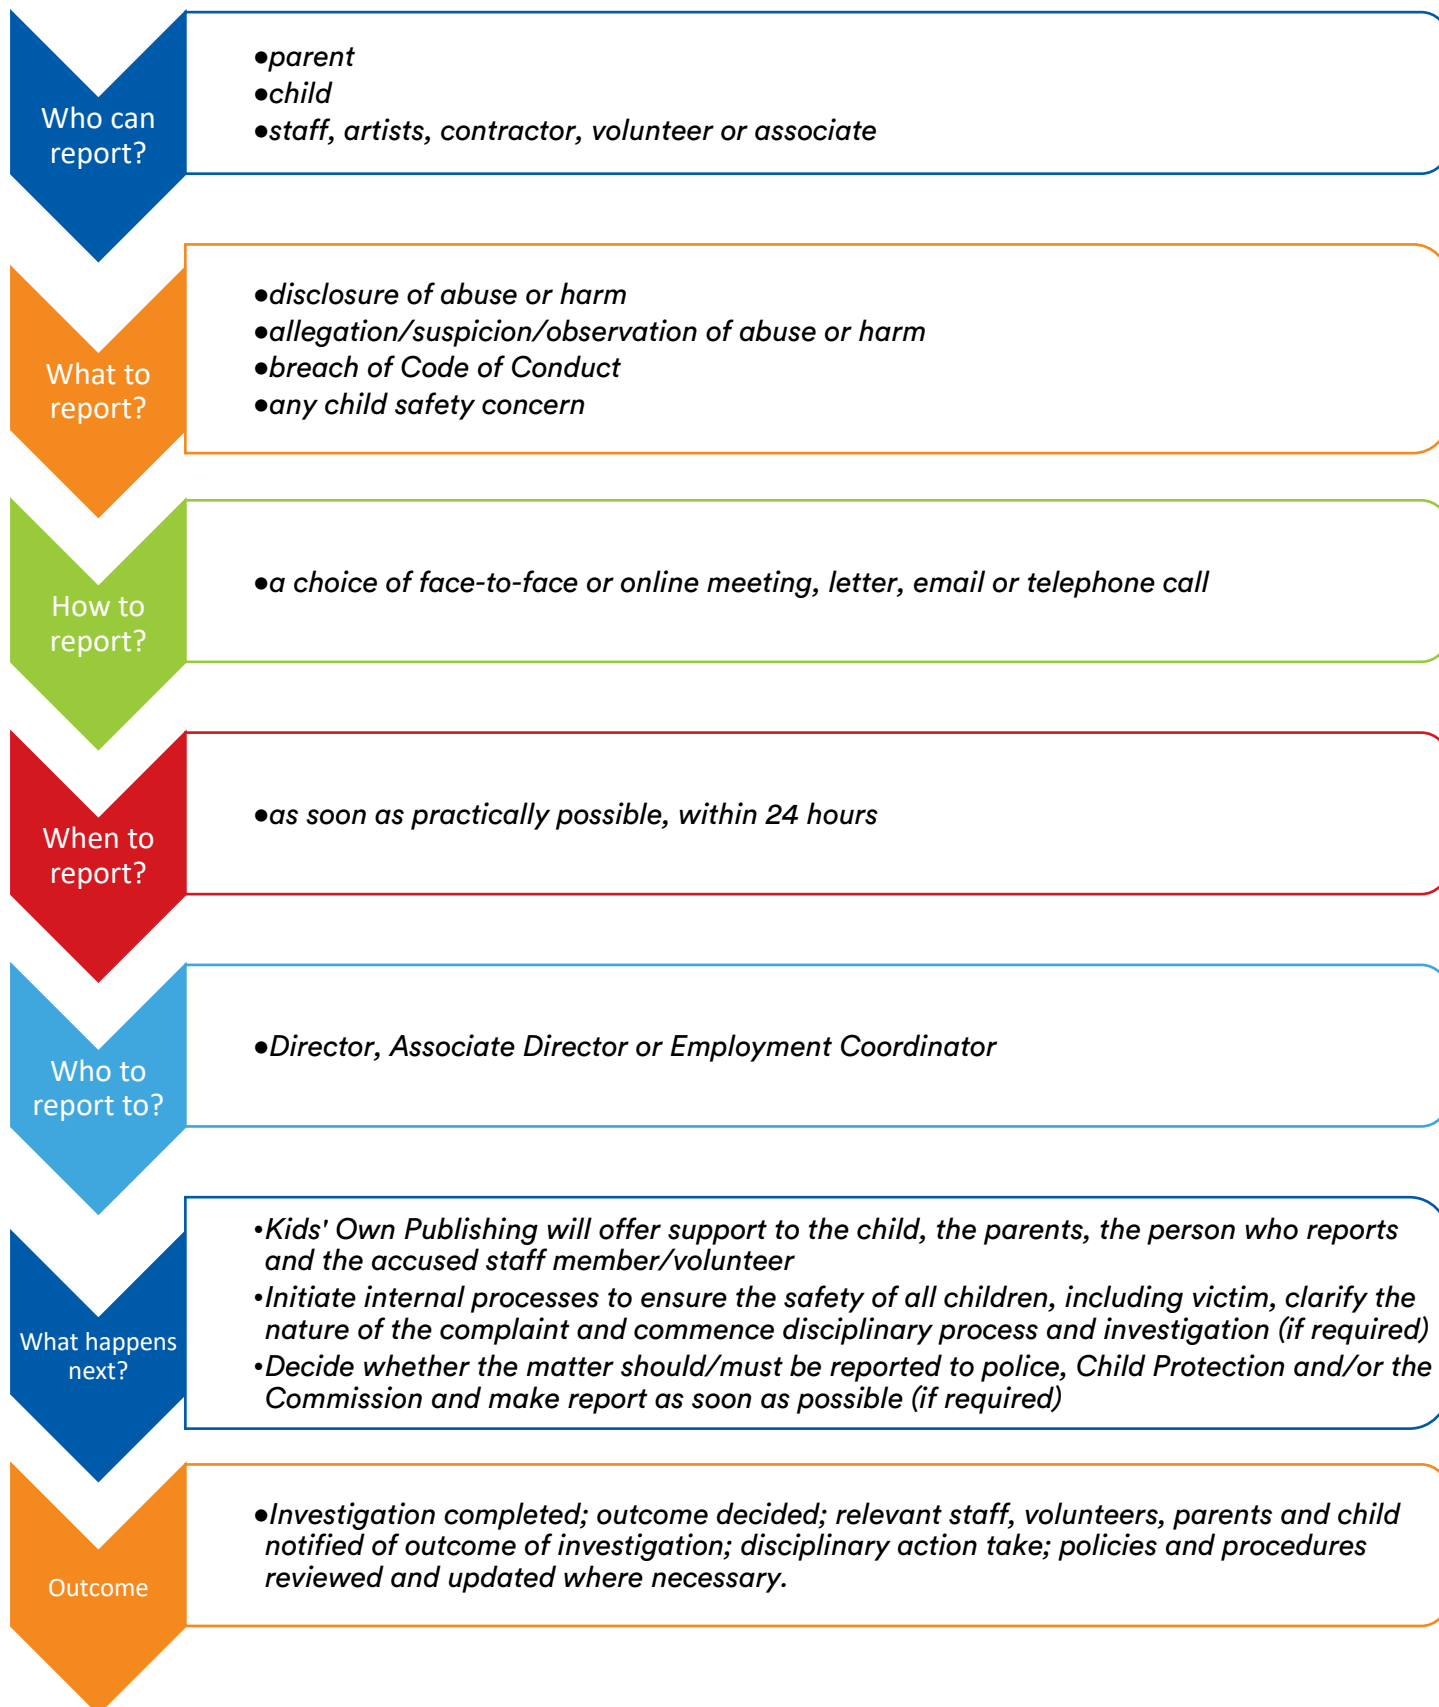 Who can
report?
●parent
●child
●staff, artists, contractor, volunteer or associate
What to
report?
●disclosure of abuse or harm
●allegation/suspicion/observation of abuse or harm
●breach of Code of Conduct
●any child safety concern
How to
report?
●a choice of face-to-face or online meeting, letter, email or telephone call
When to
report?
●as soon as practically possible, within 24 hours
Who to
report to?
●Director, Associate Director or Employment Coordinator
What happens
next?
•Kids' Own Publishing will offer support to the child, the parents, the person who reports
and the accused staff member/volunteer
•Initiate internal processes to ensure the safety of all children, including victim, clarify the
nature of the complaint and commence disciplinary process and investigation (if required)
•Decide whether the matter should/must be reported to police, Child Protection and/or the
Commission and make report as soon as possible (if required)
Outcome
●Investigation completed; outcome decided; relevant staff, volunteers, parents and child
notified of outcome of investigation; disciplinary action take; policies and procedures
reviewed and updated where necessary.